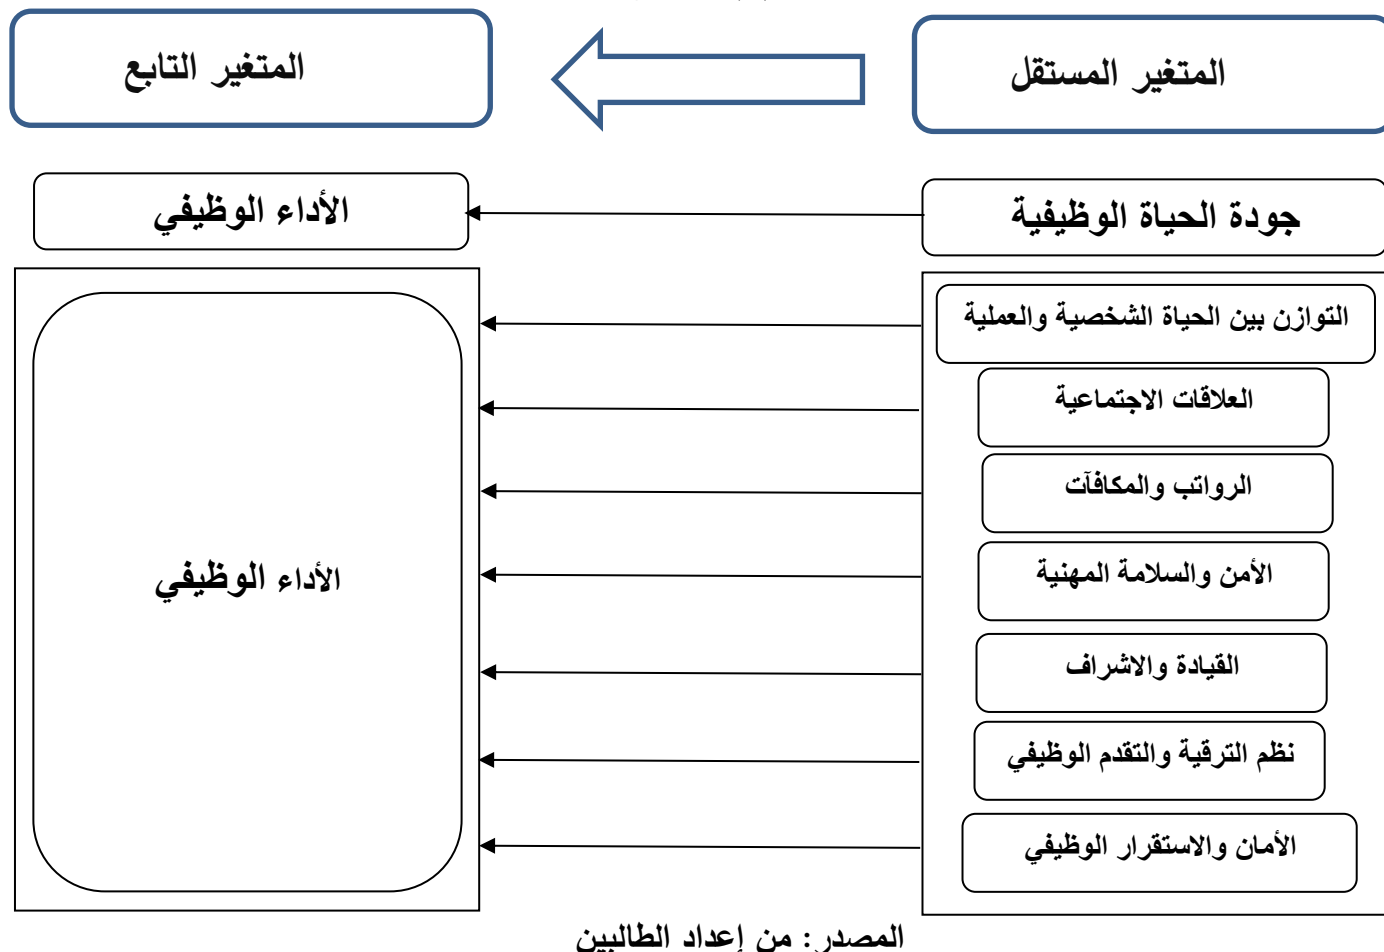 المتغير المستقل
المتغير التابع
جودة الحياة الوظيفية
الأداء الوظيفي
التوازن بين الحياة الشخصية والعملية
العلاقات الاجتماعية
الرواتب والمكافآت
الأمن والسلامة المهنية
الأداء الوظيفي
القيادة والاشراف
نظم الترقية والتقدم الوظيفي
الأمان والاستقرار الوظيفي
المصدر: من إعداد الطالبين